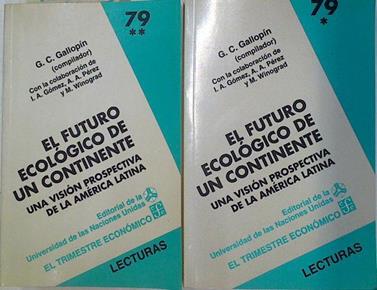 79
**
G. C. Gallopín
(compilador)
Con la colaboración de
I. A. Gómez, A. A. Pérez
y M. Winograd
EL FUTURO
ECOLÓGICO DE
UN CONTINENTE
UNA VISIÓN PROSPECTIVA
DE LA AMÉRICA LATINA
Editorial de la
Universidad de las Naciones Unidas
EL TRIMESTRE ECONÓMICO
LECTURAS
79
*
G. C. Gallopín
(compilador)
Con la colaboración de
I. A. Gómez, A. A. Pérez
y M. Winograd
EL FUTURO
ECOLÓGICO DE
UN CONTINENTE
UNA VISIÓN PROSPECTIVA
DE LA AMÉRICA LATINA
Editorial de la
Universidad de las Naciones Unidas
EL TRIMESTRE ECONÓMICO
LECTURAS